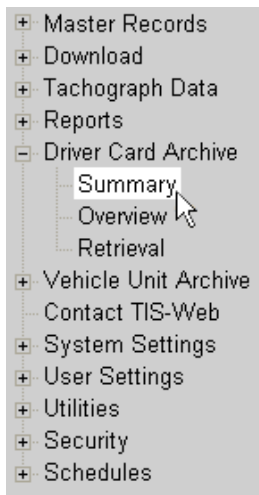 Master Records
Download
Tachograph Data
Reports
Driver Card Archive
Summary
Overview
Retrieval
Vehicle Unit Archive
Contact TIS-Web
System Settings
User Settings
Utilities
Security
Schedules